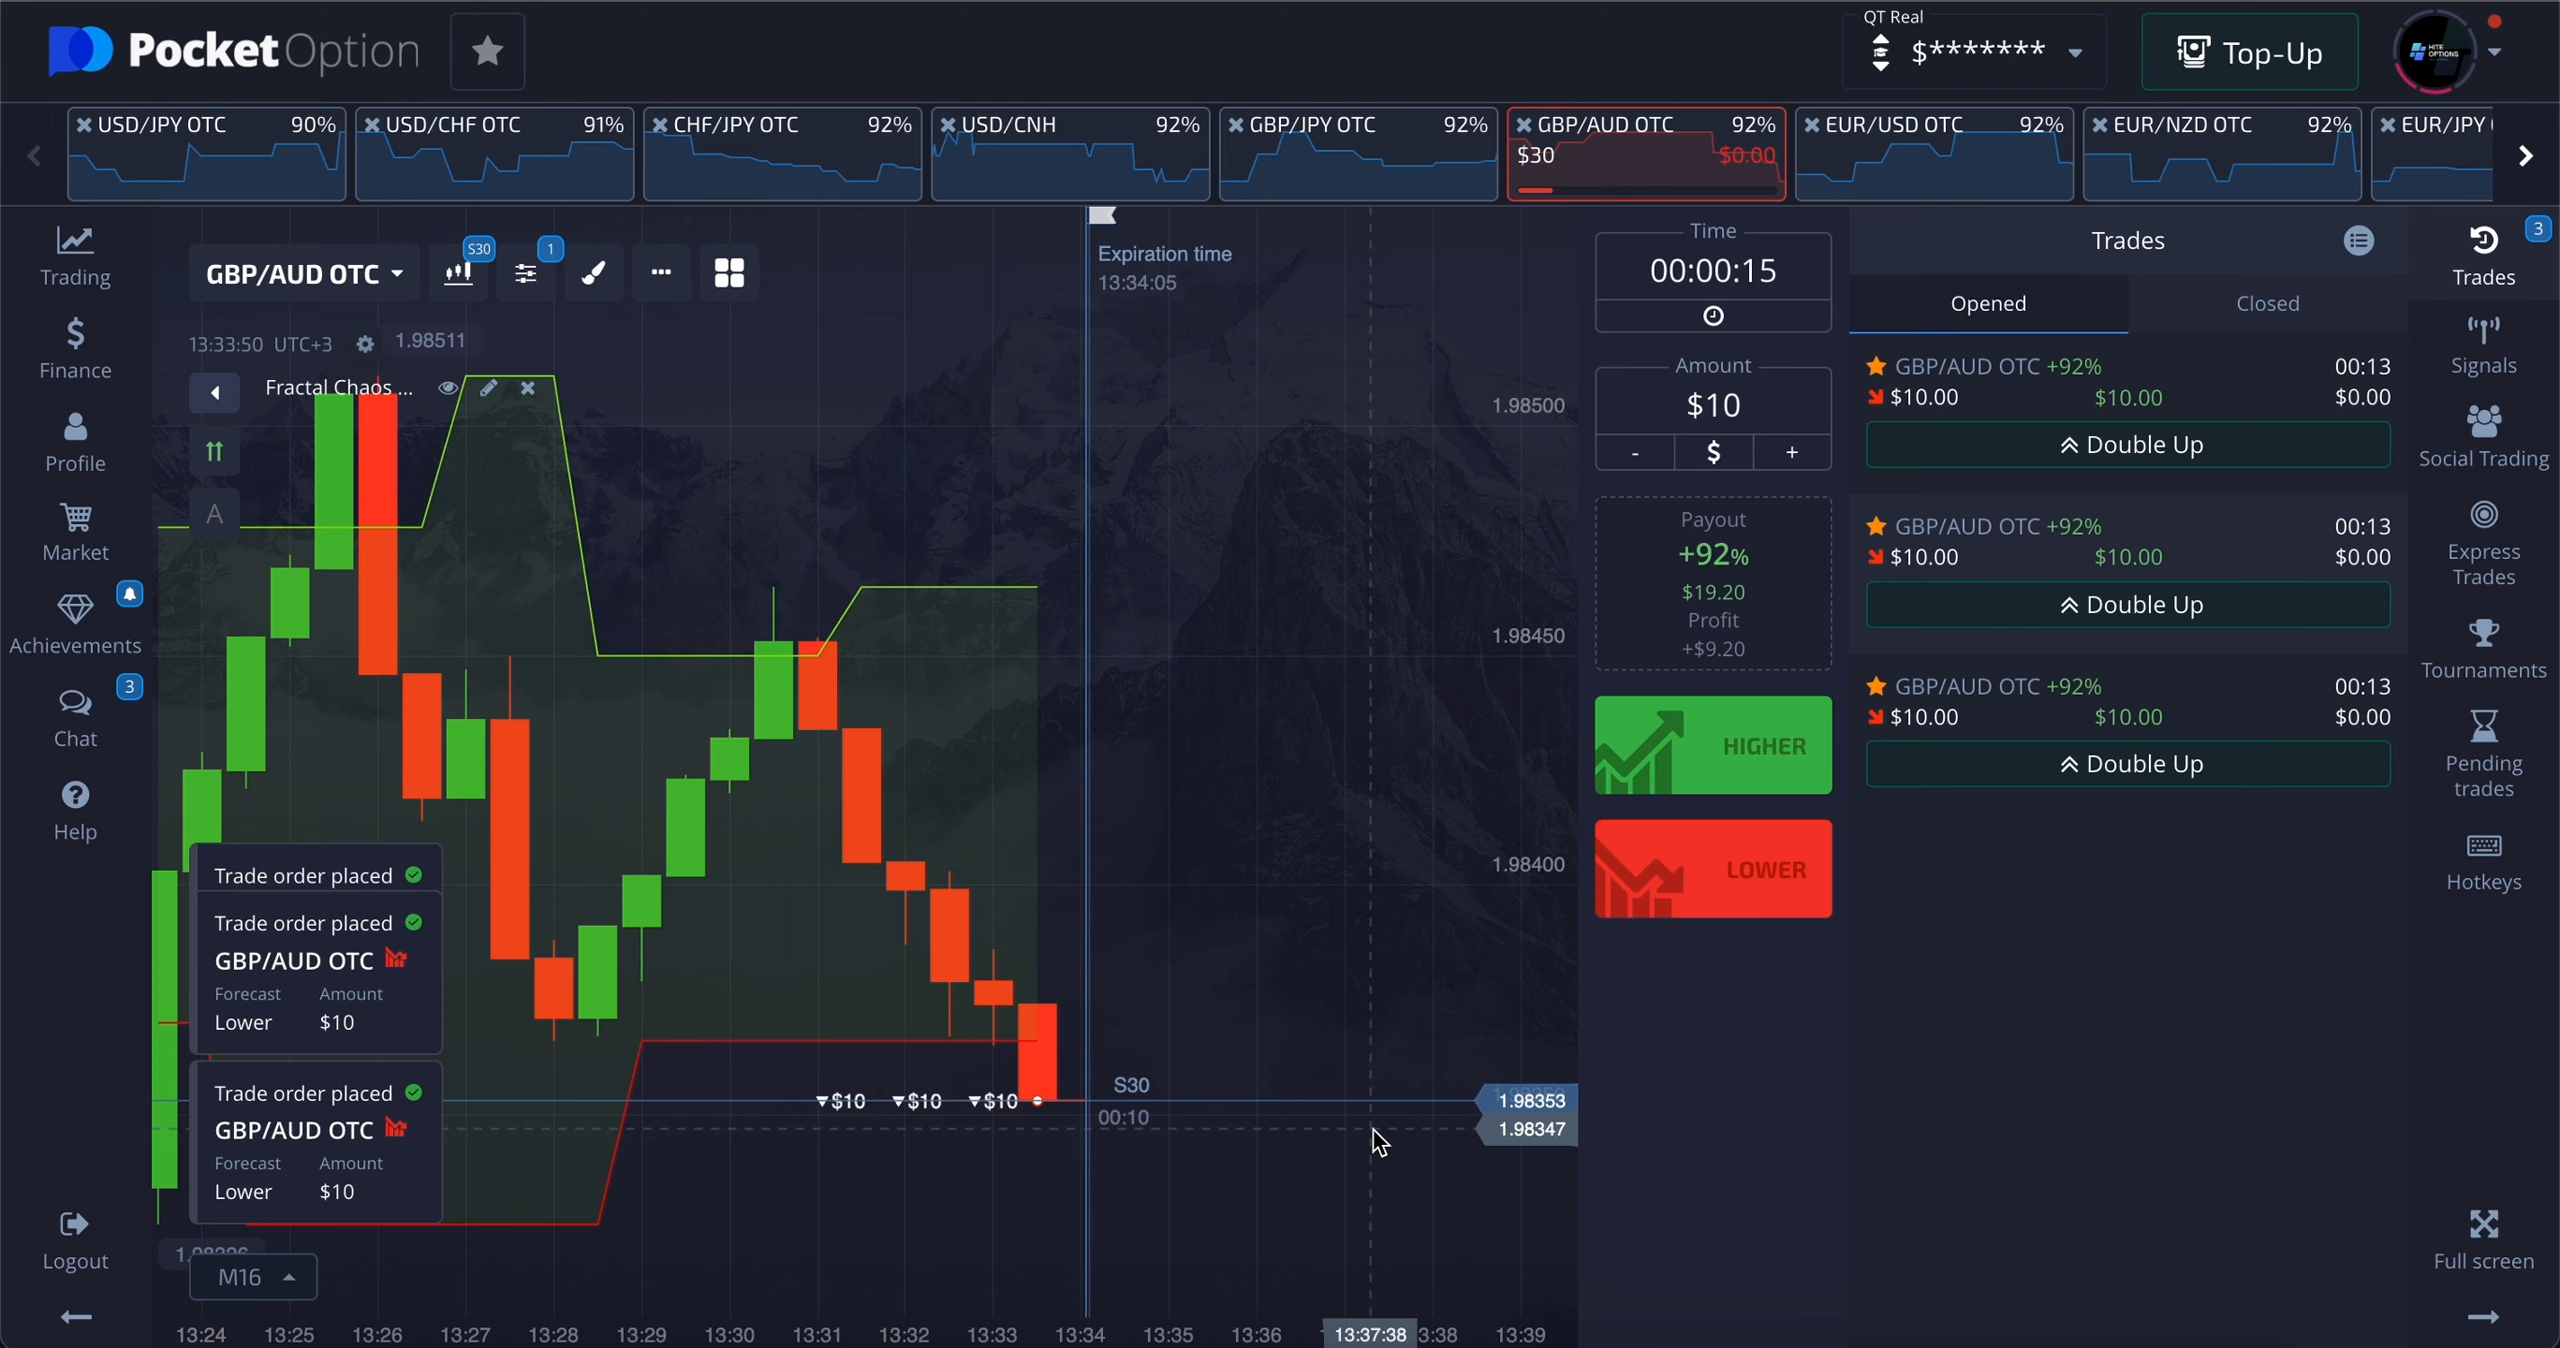 PocketOption
QT Real
$*******
Top-Up
HITE
OPTIONS
USD/JPY OTC 90%
USD/CHF OTC 91%
CHF/JPY OTC 92%
USD/CNH 92%
GBP/JPY OTC 92%
GBP/AUD OTC 92%
$30 $0.00
EUR/USD OTC 92%
EUR/NZD OTC 92%
EUR/JPY
Trading
Finance
Profile
Market
Achievements
3
Chat
Help
Logout
GBP/AUD OTC
S30
1
13:33:50 UTC+3
1.98511
Fractal Chaos ...
A
Expiration time
13:34:05
1.98500
1.98450
1.98400
Trade order placed
Trade order placed
GBP/AUD OTC
Forecast Amount
Lower $10
Trade order placed
GBP/AUD OTC
Forecast Amount
Lower $10
$10 $10 $10
S30
00:10
1.98353
1.98347
M16
13:24 13:25 13:26 13:27 13:28 13:29 13:30 13:31 13:32 13:33 13:34 13:35 13:36 13:37:38 3:38 13:39
Time
00:00:15
Amount
$10
- $ +
Payout
+92%
$19.20
Profit
+$9.20
HIGHER
LOWER
Trades
Opened Closed
GBP/AUD OTC +92% 00:13
$10.00 $10.00 $0.00
Double Up
GBP/AUD OTC +92% 00:13
$10.00 $10.00 $0.00
Double Up
GBP/AUD OTC +92% 00:13
$10.00 $10.00 $0.00
Double Up
3
Trades
Signals
Social Trading
Express
Trades
Tournaments
Pending
trades
Hotkeys
Full screen